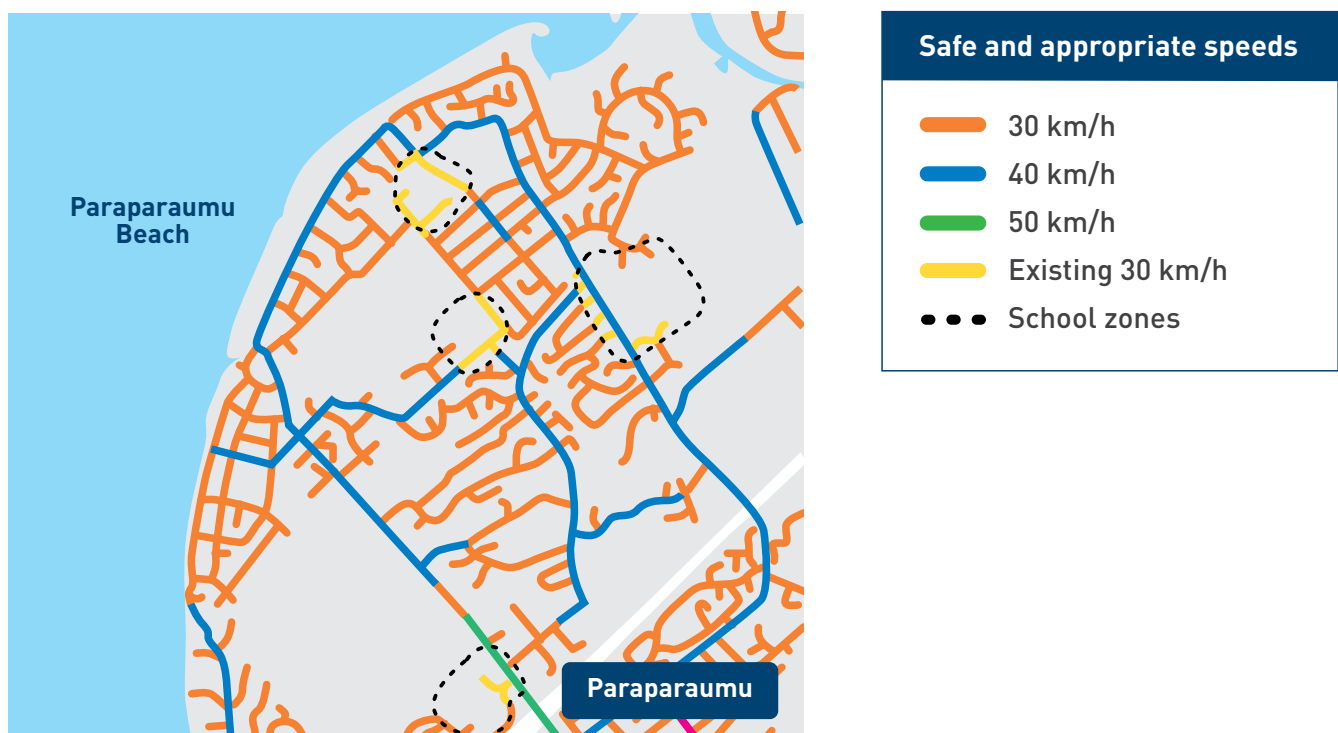 Paraparaumu
Beach
Paraparaumu
Safe and appropriate speeds
30 km/h
40 km/h
50 km/h
Existing 30 km/h
School zones